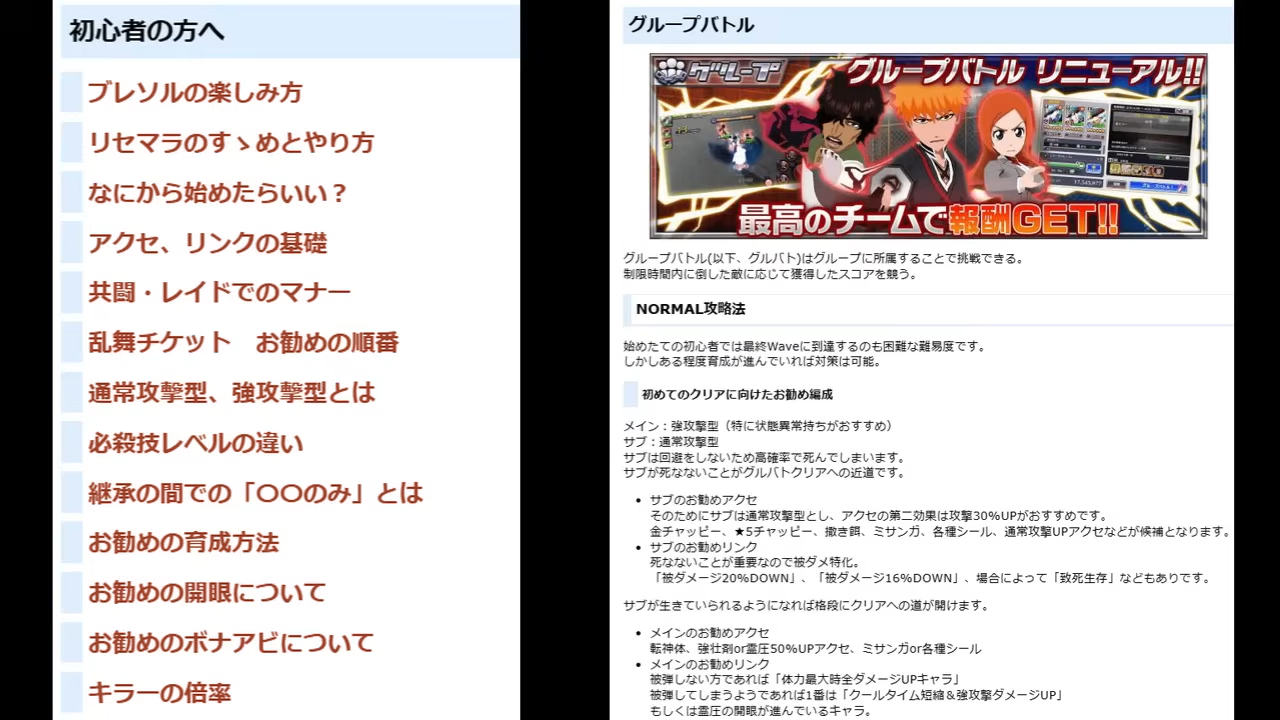 初心者の方へ
ブレソルの楽しみ方
リセマラのすゝめとやり方
なにから始めたらいい？
アクセ、リンクの基礎
共闘・レイドでのマナー
乱舞チケット　お勧めの順番
通常攻撃型、強攻撃型とは
必殺技レベルの違い
継承の間での「〇〇のみ」とは
お勧めの育成方法
お勧めの開眼について
お勧めのボナアビについて
キラーの倍率
グループバトル
グループ
グループバトル リニューアル!!
最高のチームで報酬GET!!
グループバトル(以下、グルバト)はグループに所属することで挑戦できる。
制限時間内に倒した敵に応じて獲得したスコアを競う。
NORMAL攻略法
始めたての初心者では最終Waveに到達するのも困難な難易度です。
しかしある程度育成が進んでいれば対策は可能。
初めてのクリアに向けたお勧め編成
メイン：強攻撃型（特に状態異常持ちがおすすめ）
サブ：通常攻撃型
サブは回避をしないため高確率で死んでしまいます。
サブが死なないことがグルバトクリアへの近道です。
• サブのお勧めアクセ
そのためにサブは通常攻撃型とし、アクセの第二効果は攻撃30%UPがおすすめです。
金チャッピー、★5チャッピー、撒き餌、ミサンガ、各種シール、通常攻撃UPアクセなどが候補となります。
• サブのお勧めリンク
死なないことが重要なので被ダメ特化。
「被ダメージ20%DOWN」、「被ダメージ16%DOWN」、場合によって「致死生存」などもありです。
サブが生きていられるようになれば格段にクリアへの道が開けます。
• メインのお勧めアクセ
転神体、強壮剤or霊圧50%UPアクセ、ミサンガor各種シール
• メインのお勧めリンク
被弾しない方であれば「体力最大時全ダメージUPキャラ」
被弾してしまうようであれば1番は「クールタイム短縮＆強攻撃ダメージUP」
もしくは霊圧の開眼が進んでいるキャラ。